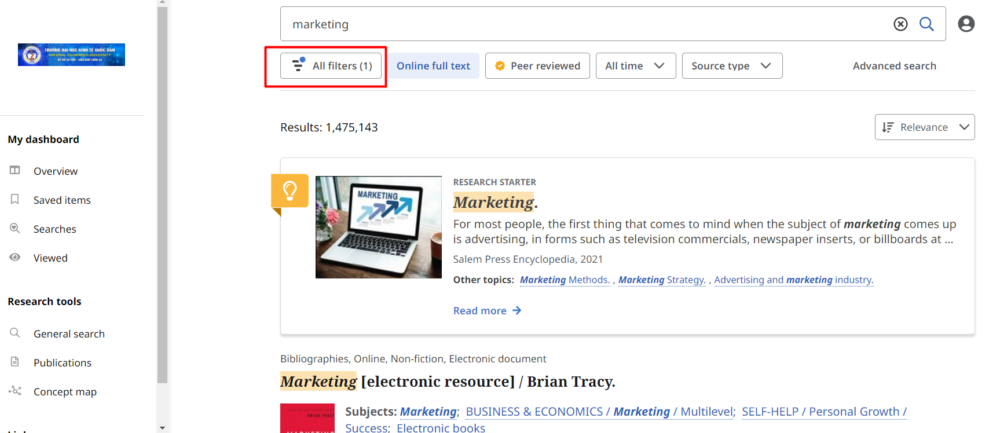 marketing
TRƯỜNG ĐẠI HỌC KINH TẾ QUỐC DÂN
NATIONAL ECONOMICS UNIVERSITY
All filters (1)
Online full text
Peer reviewed
All time
Source type
Advanced search
Results: 1,475,143
Relevance
My dashboard
Overview
Saved items
Searches
Viewed
Research tools
General search
Publications
Concept map
MARKETING
RESEARCH STARTER
Marketing.
For most people, the first thing that comes to mind when the subject of marketing comes up
is advertising, in forms such as television commercials, newspaper inserts, or billboards at ...
Salem Press Encyclopedia, 2021
Other topics: Marketing Methods. , Marketing Strategy. , Advertising and marketing industry.
Read more
Bibliographies, Online, Non-fiction, Electronic document
Marketing [electronic resource] / Brian Tracy.
BRIAN TRACY
MARKETING
Subjects: Marketing; BUSINESS & ECONOMICS / Marketing / Multilevel; SELF-HELP / Personal Growth /
Success; Electronic books